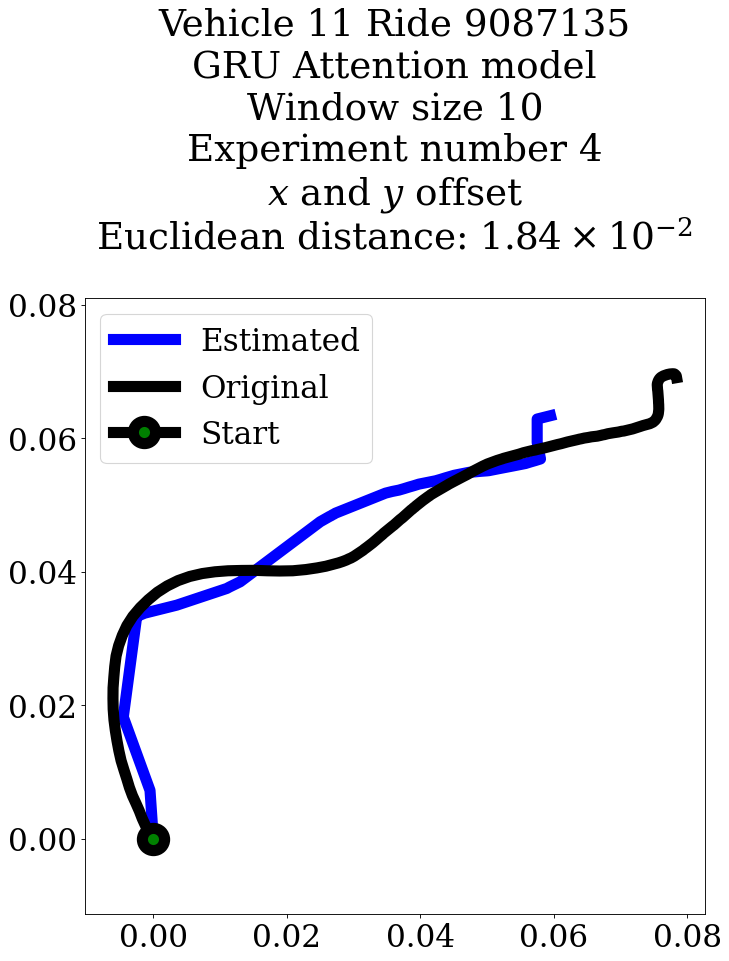 Vehicle 11 Ride 9087135
GRU Attention model
Window size 10
Experiment number 4
x and y offset
Euclidean distance: 1.84 × 10⁻²
0.08
Estimated
Original
Start
0.06
0.04
0.02
0.00
0.00 0.02 0.04 0.06 0.08